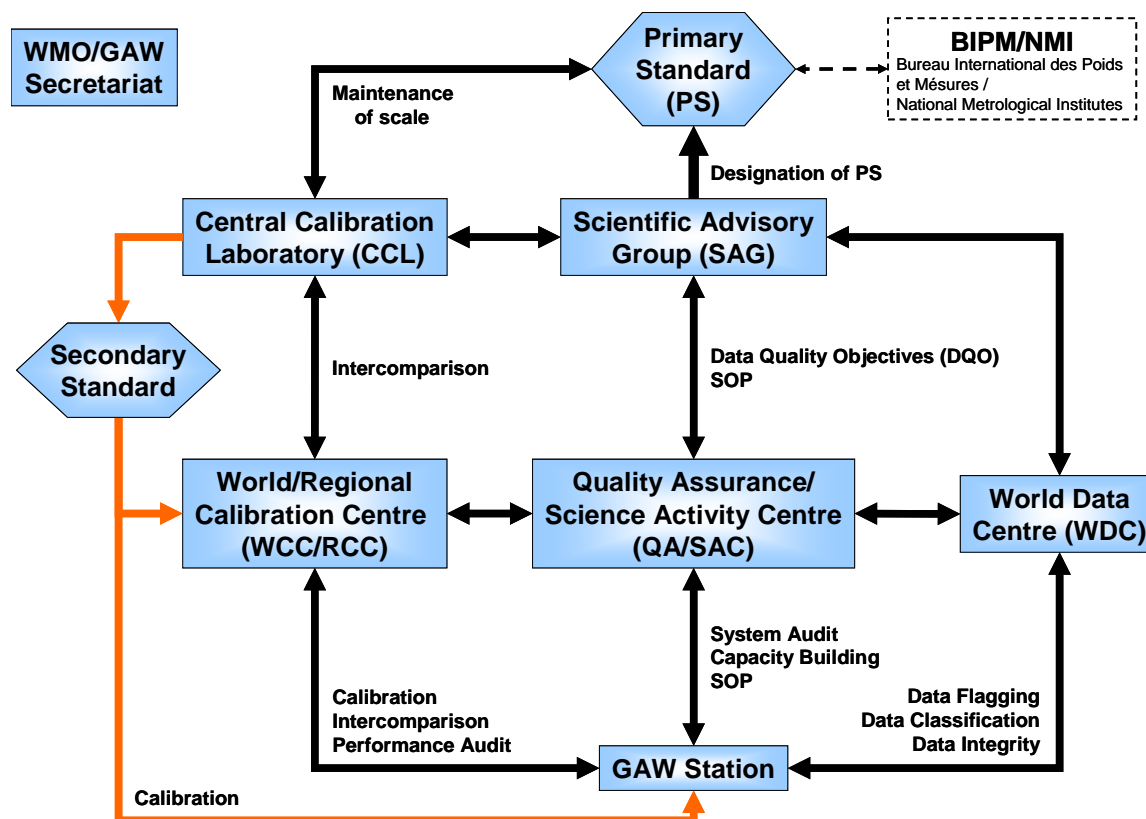 WMO/GAW
Secretariat
Primary
Standard
(PS)
BIPM/NMI
Bureau International des Poids
et Mésures /
National Metrological Institutes
Maintenance
of scale
Designation of PS
Central Calibration
Laboratory (CCL)
Scientific Advisory
Group (SAG)
Secondary
Standard
Intercomparison
Data Quality Objectives (DQO)
SOP
World/Regional
Calibration Centre
(WCC/RCC)
Quality Assurance/
Science Activity Centre
(QA/SAC)
World Data
Centre (WDC)
System Audit
Capacity Building
SOP
Calibration
Intercomparison
Performance Audit
Data Flagging
Data Classification
Data Integrity
GAW Station
Calibration